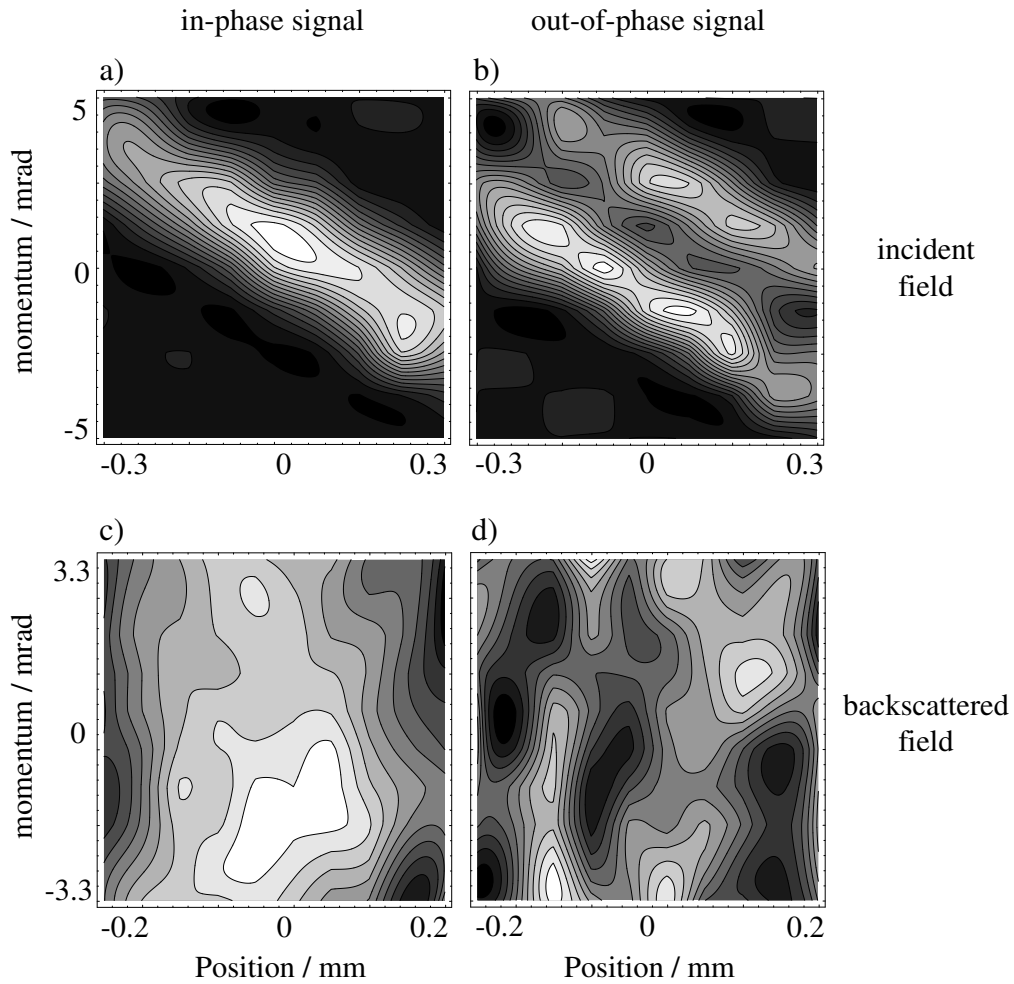 in-phase signal
out-of-phase signal
a)
b)
5
0
-5
momentum / mrad
-0.3
0
0.3
-0.3
0
0.3
incident
field
c)
d)
3.3
0
-3.3
momentum / mrad
-0.2
0
0.2
-0.2
0
0.2
backscattered
field
Position / mm
Position / mm